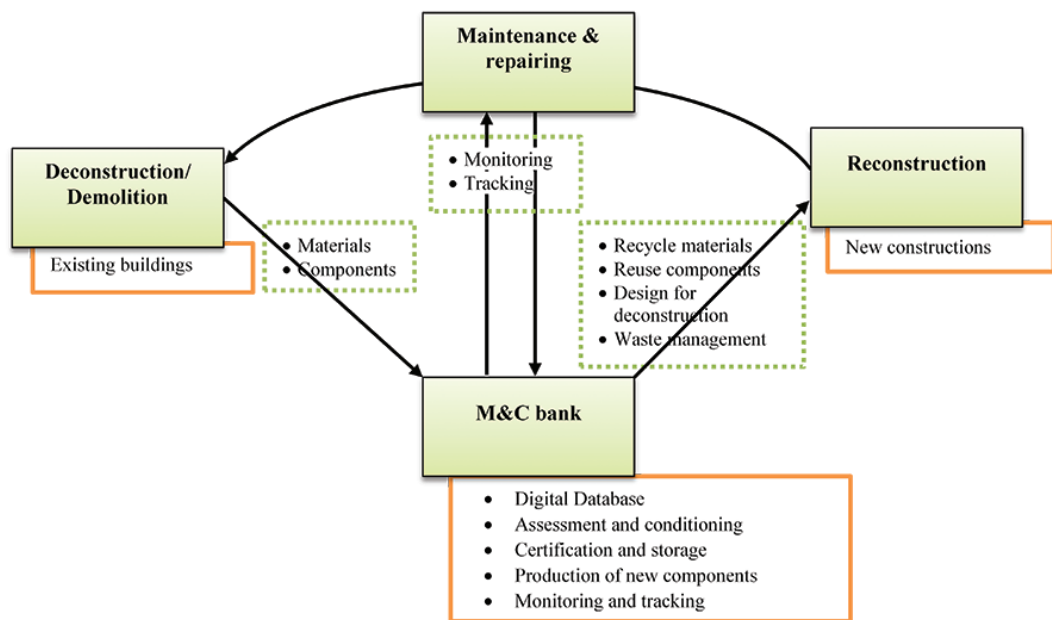 Maintenance &
repairing
Deconstruction/
Demolition
Existing buildings
• Materials
• Components
• Monitoring
• Tracking
• Recycle materials
• Reuse components
• Design for
deconstruction
• Waste management
Reconstruction
New constructions
M&C bank
• Digital Database
• Assessment and conditioning
• Certification and storage
• Production of new components
• Monitoring and tracking